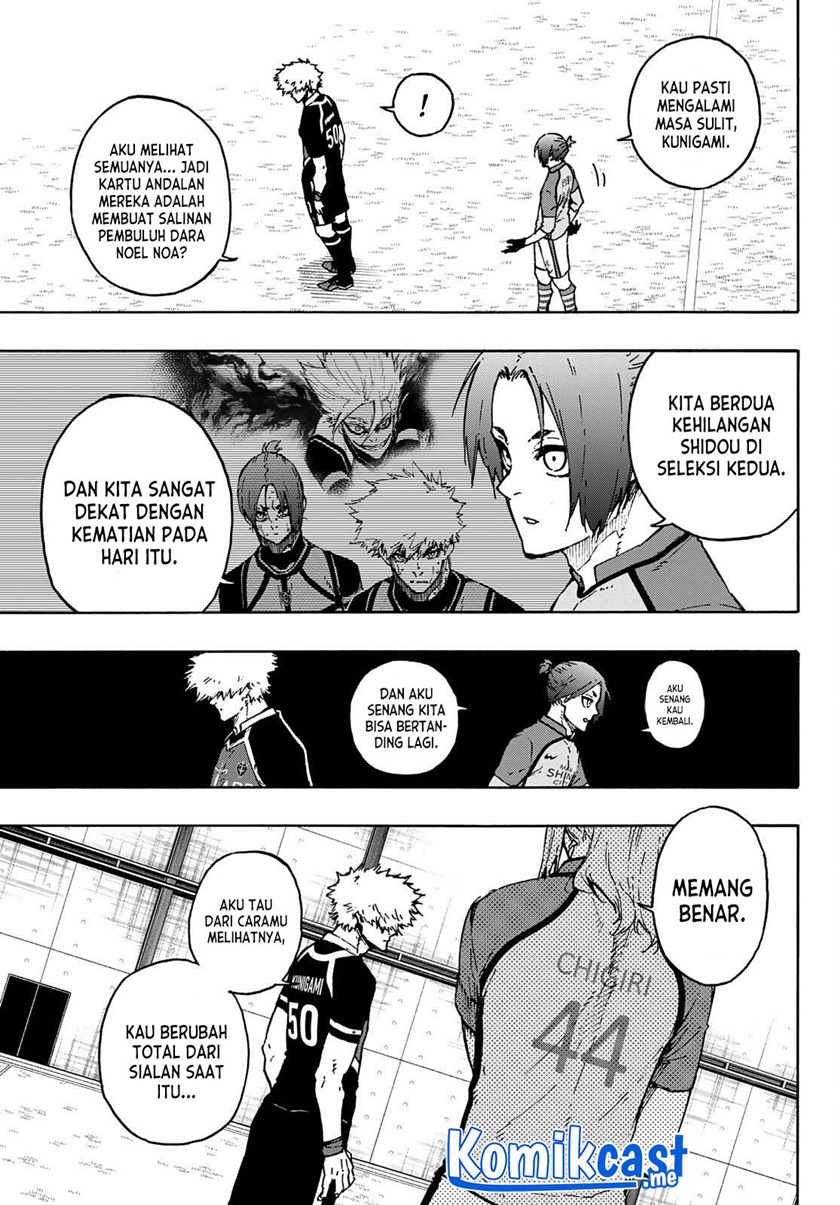 KAU PASTI
MENGALAMI
MASA SULIT,
KUNIGAMI.
!
AKU MELIHAT
SEMUANYA... JADI
KARTU ANDALAN
MEREKA ADALAH
MEMBUAT SALINAN
PEMBULUH DARA
NOEL NOA?
50
KITA BERDUA
KEHILANGAN
SHIDOU DI
SELEKSI KEDUA.
DAN KITA SANGAT
DEKAT DENGAN
KEMATIAN PADA
HARI ITU.
AKU
SENANG
KAU
KEMBALI.
DAN AKU
SENANG KITA
BISA BERTAN-
DING LAGI.
MAN
SHINE
CITY
MEMANG
BENAR.
CHIGIRI
44
AKU TAU
DARI CARAMU
MELIHATNYA,
KUNIGAMI
50
KAU BERUBAH
TOTAL DARI
SIALAN SAAT
ITU...
Komikcast
.me